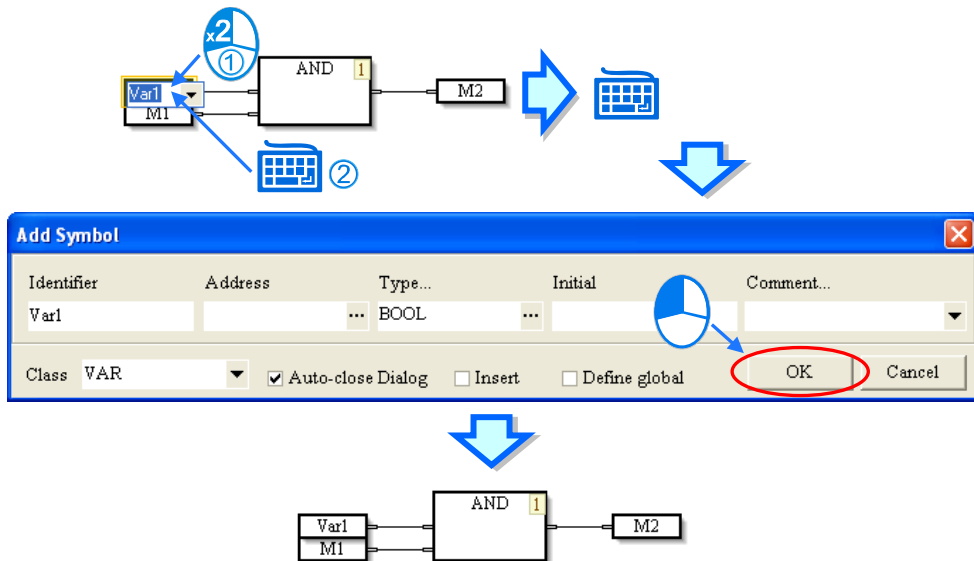 x2
①
AND 1
Var1
M1
M2
②
Add Symbol
Identifier Address Type... Initial Comment...
Var1 ... BOOL ...
Class VAR Auto-close Dialog Insert Define global OK Cancel
AND 1
Var1
M1
M2